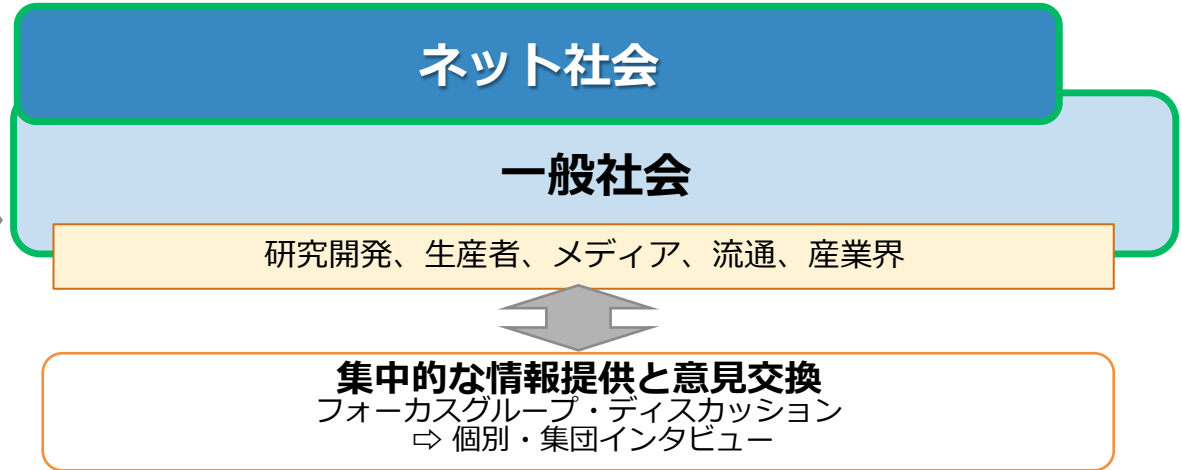 ネット社会
一般社会
研究開発、生産者、メディア、流通、産業界
集中的な情報提供と意見交換
フォーカスグループ・ディスカッション
⇨ 個別・集団インタビュー